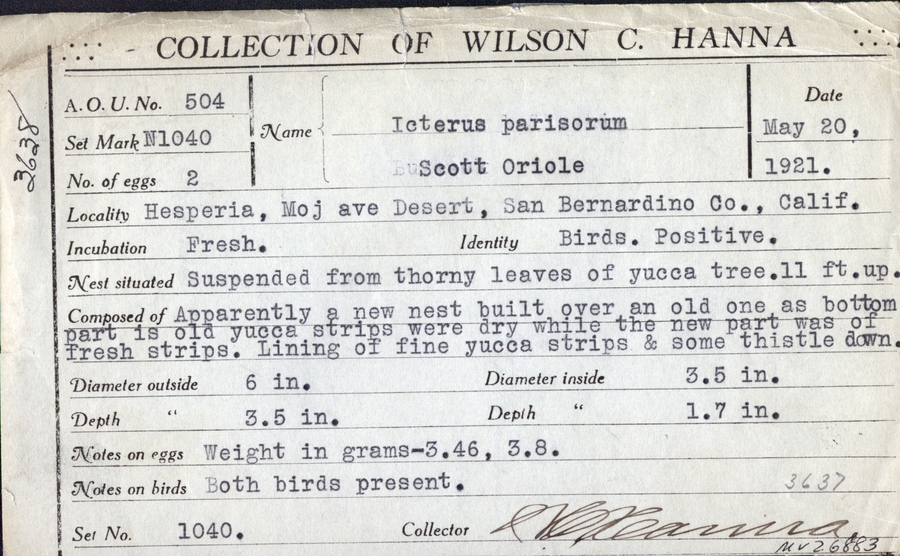 COLLECTION OF WILSON C. HANNA
A.O.U. No. 504
Set Mark N1040
No. of eggs 2
Name Icterus parisorum
Scott Oriole
Date
May 20,
1921.
3638
Locality Hesperia, Moj ave Desert, San Bernardino Co., Calif.
Incubation Fresh. Identity Birds. Positive.
Nest situated Suspended from thorny leaves of yucca tree.11 ft.up.
Composed of Apparently a new nest built over an old one as bottom
part is old yucca strips were dry while the new part was of
fresh strips. Lining of fine yucca strips & some thistle down.
Diameter outside 6 in. Diameter inside 3.5 in.
Depth " 3.5 in. Depth " 1.7 in.
Notes on eggs Weight in grams-3.46, 3.8.
Notes on birds Both birds present. 3637
Set No. 1040. Collector W C Hanna
MV26883